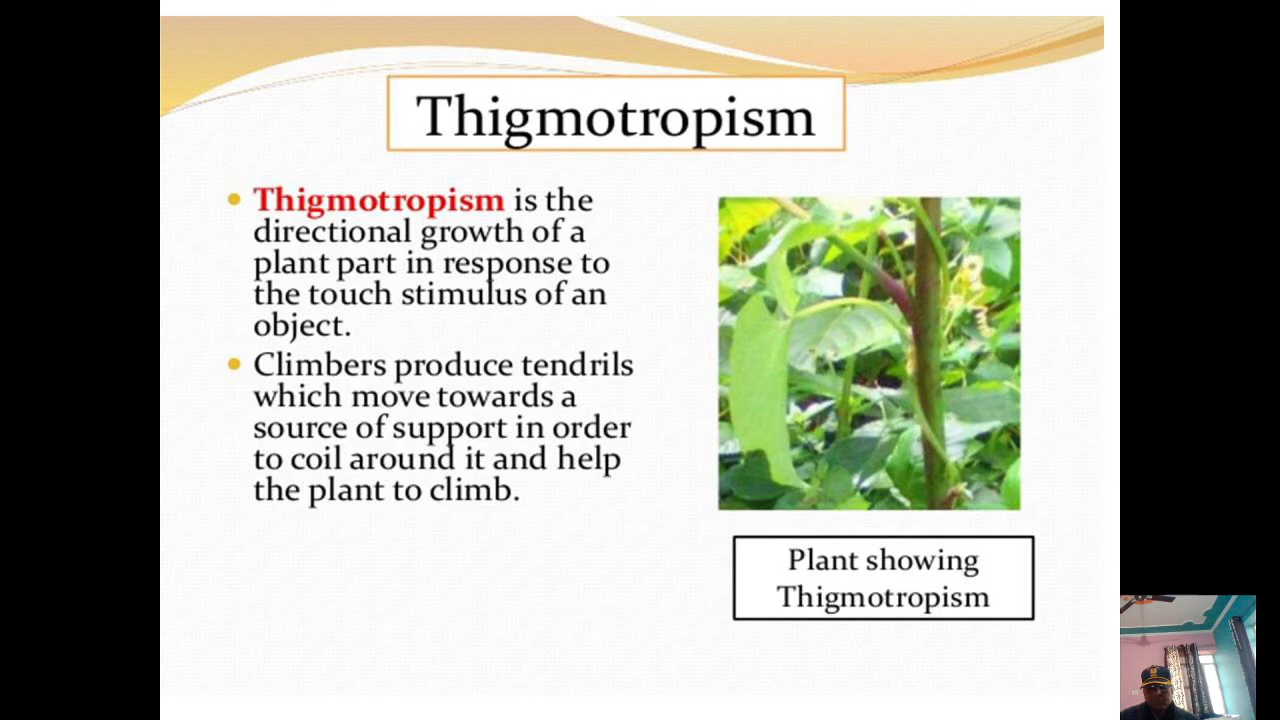 Thigmotropism
Thigmotropism is the
directional growth of a
plant part in response to
the touch stimulus of an
object.
Climbers produce tendrils
which move towards a
source of support in order
to coil around it and help
the plant to climb.
Plant showing
Thigmotropism